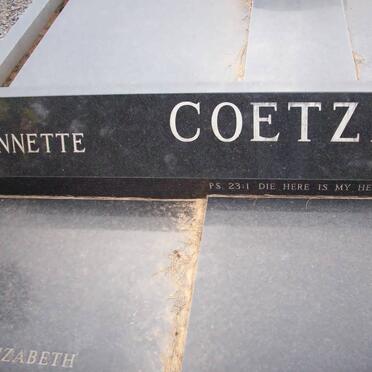 NNETTE COETZ
PS. 23:1 DIE HERE IS MY HE
ZABETH